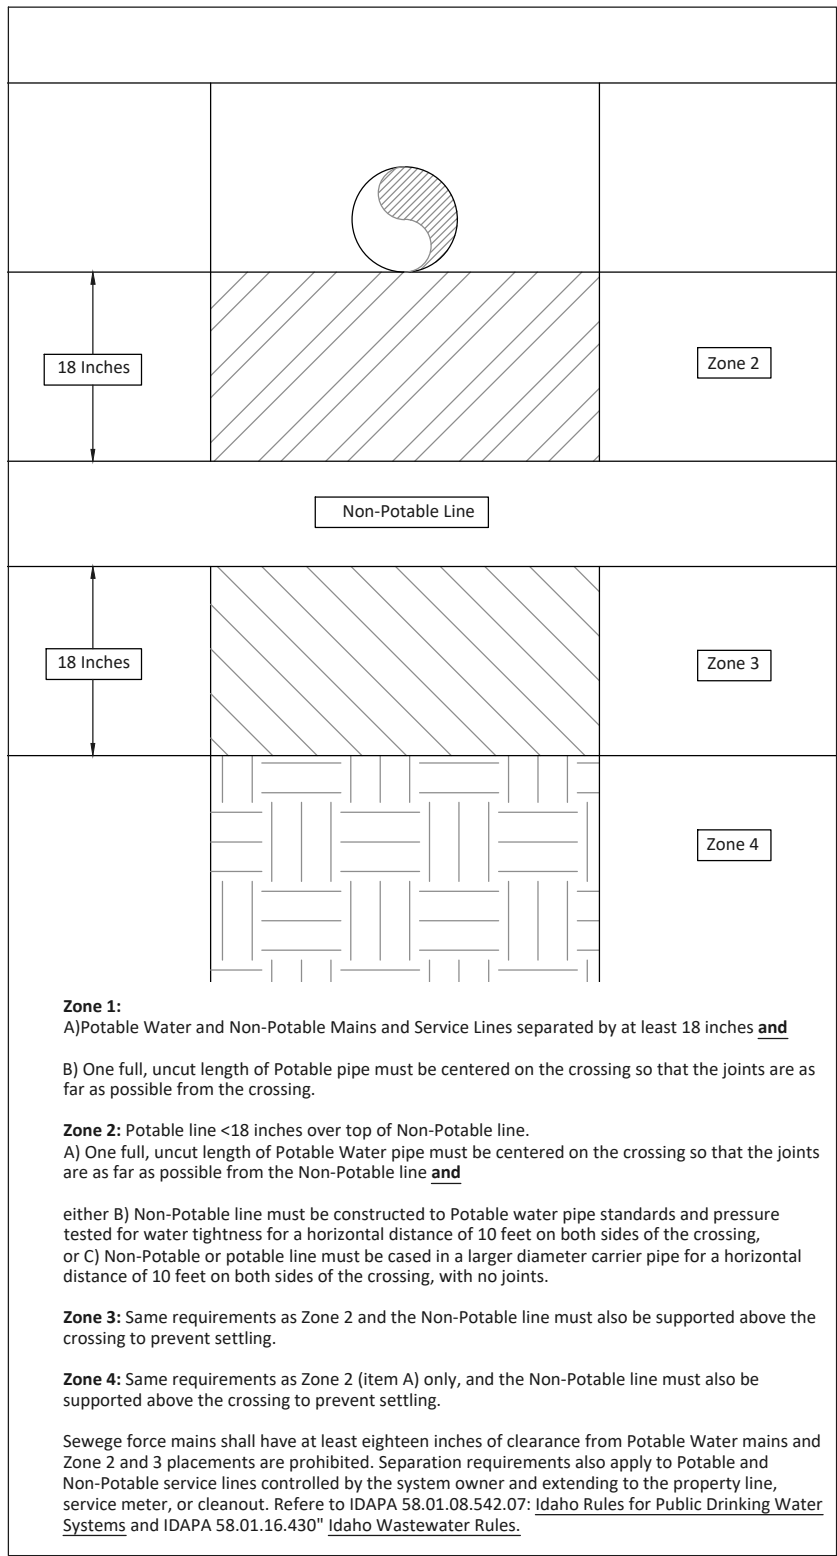 18 Inches
Zone 2
Non-Potable Line
18 Inches
Zone 3
Zone 4
Zone 1:
A)Potable Water and Non-Potable Mains and Service Lines separated by at least 18 inches and
B) One full, uncut length of Potable pipe must be centered on the crossing so that the joints are as
far as possible from the crossing.
Zone 2: Potable line <18 inches over top of Non-Potable line.
A) One full, uncut length of Potable Water pipe must be centered on the crossing so that the joints
are as far as possible from the Non-Potable line and
either B) Non-Potable line must be constructed to Potable water pipe standards and pressure
tested for water tightness for a horizontal distance of 10 feet on both sides of the crossing,
or C) Non-Potable or potable line must be cased in a larger diameter carrier pipe for a horizontal
distance of 10 feet on both sides of the crossing, with no joints.
Zone 3: Same requirements as Zone 2 and the Non-Potable line must also be supported above the
crossing to prevent settling.
Zone 4: Same requirements as Zone 2 (item A) only, and the Non-Potable line must also be
supported above the crossing to prevent settling.
Sewege force mains shall have at least eighteen inches of clearance from Potable Water mains and
Zone 2 and 3 placements are prohibited. Separation requirements also apply to Potable and
Non-Potable service lines controlled by the system owner and extending to the property line,
service meter, or cleanout. Refere to IDAPA 58.01.08.542.07: Idaho Rules for Public Drinking Water
Systems and IDAPA 58.01.16.430" Idaho Wastewater Rules.